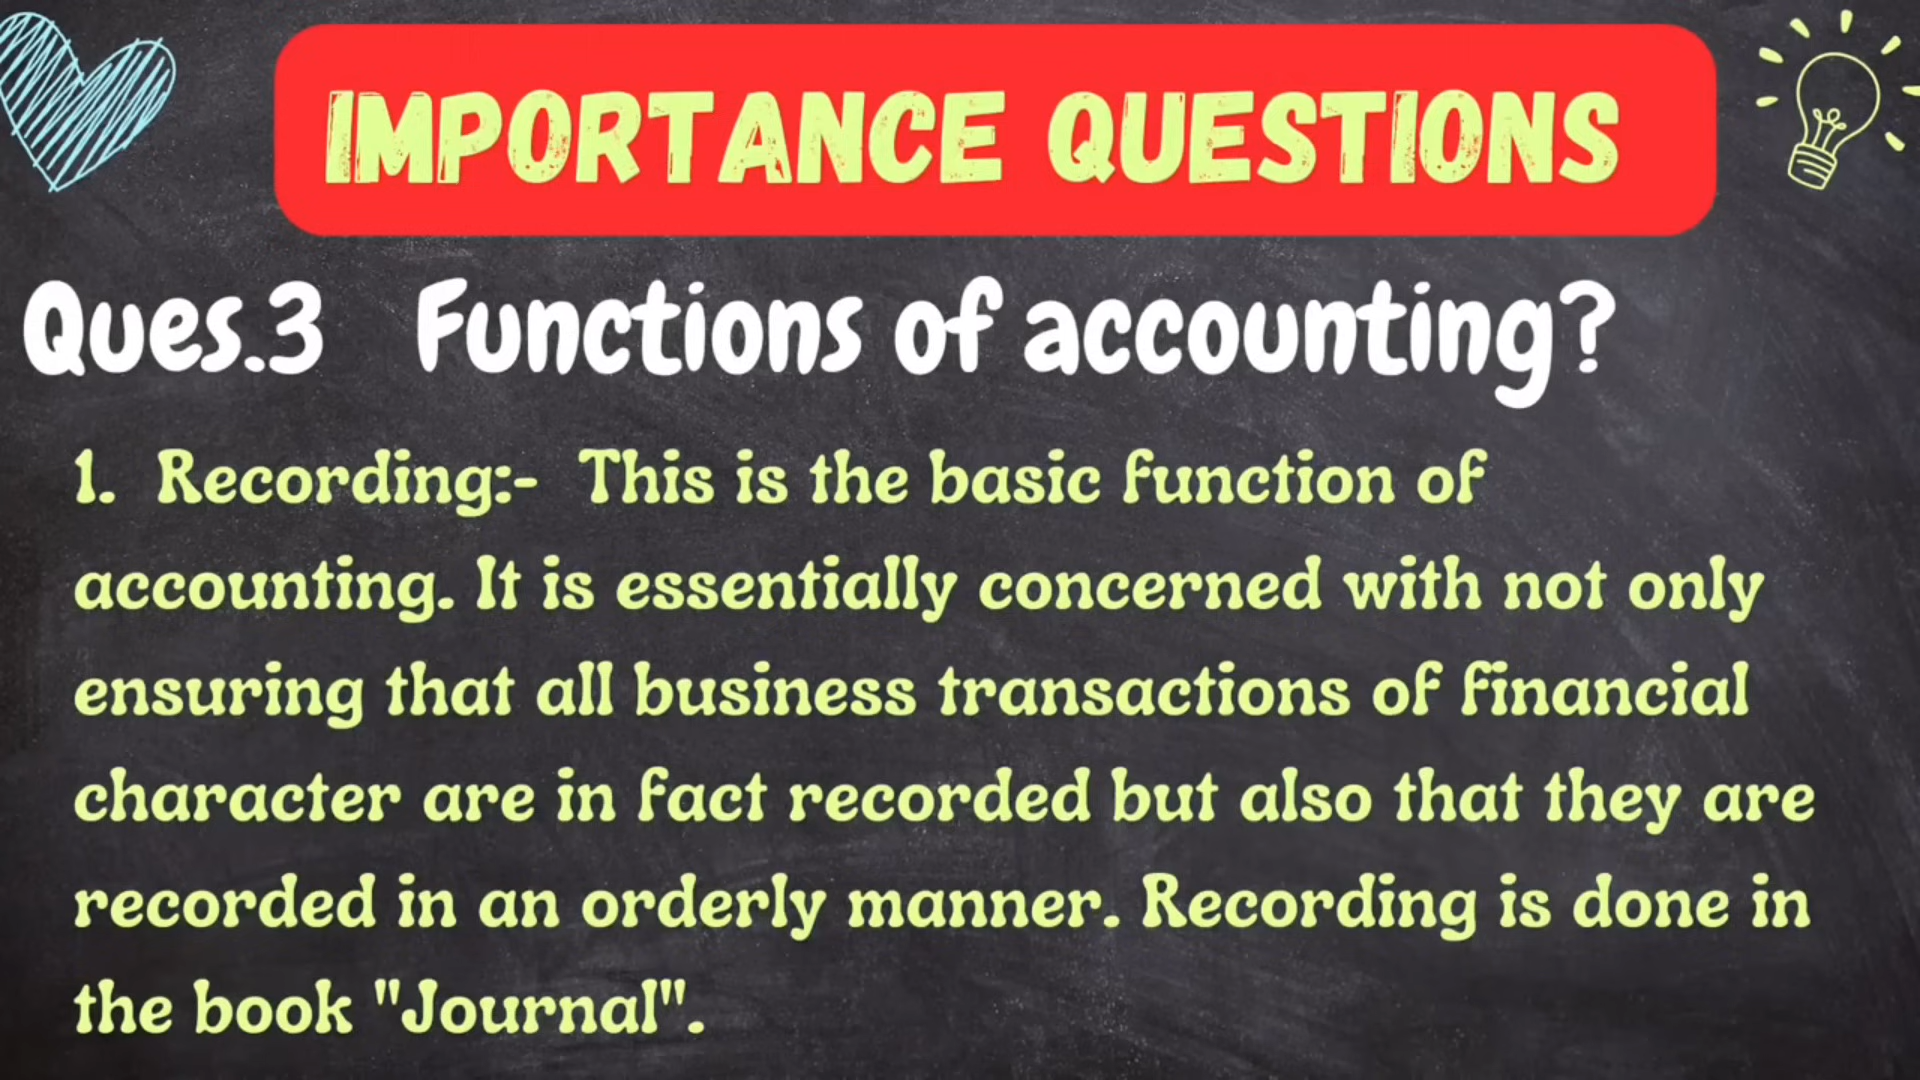 IMPORTANCE QUESTIONS
Ques.3 Functions of accounting?
1. Recording:- This is the basic function of
accounting. It is essentially concerned with not only
ensuring that all business transactions of financial
character are in fact recorded but also that they are
recorded in an orderly manner. Recording is done in
the book "Journal".